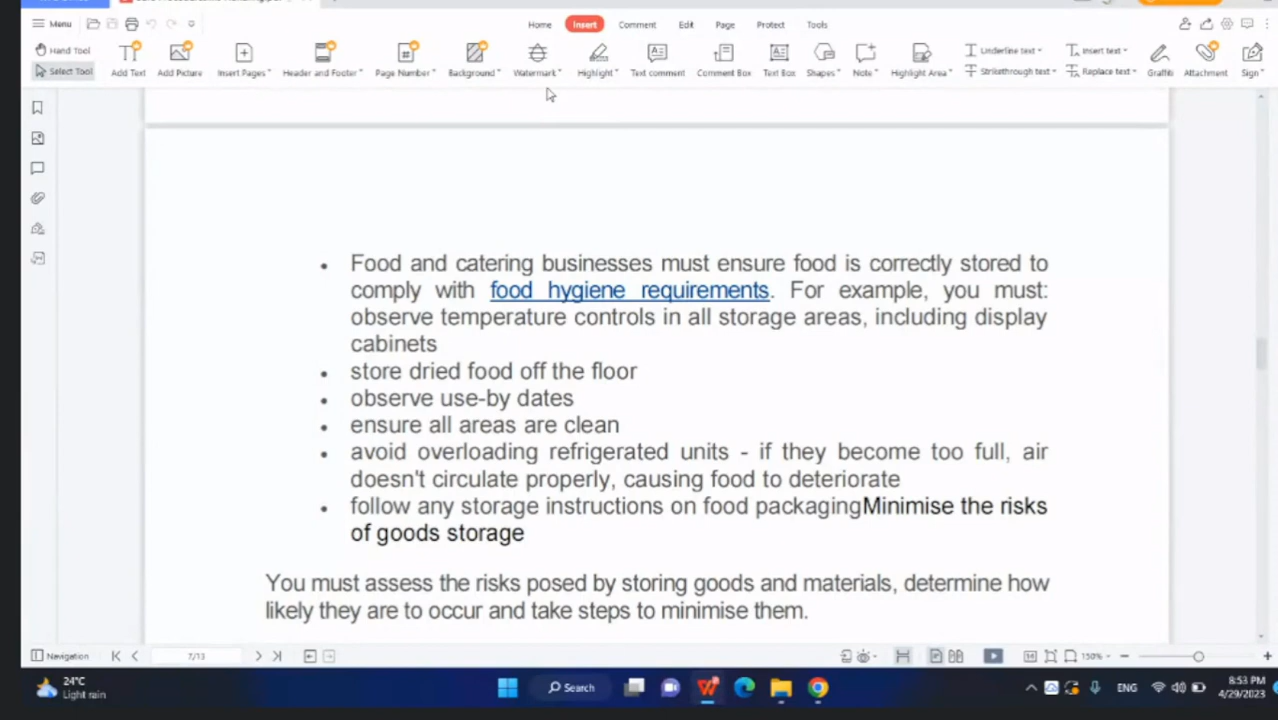 Menu
Home
Insert
Comment
Edit
Page
Protect
Tools
Hand Tool
Select Tool
Add Text
Add Picture
Insert Pages
Header and Footer
Page Number
Background
Watermark
Highlight
Text comment
Comment Box
Text Box
Shapes
Note
Highlight Area
Underline text
Strikethrough text
Insert text
Replace text
Graffiti
Attachment
Sign
• Food and catering businesses must ensure food is correctly stored to
comply with food hygiene requirements. For example, you must:
observe temperature controls in all storage areas, including display
cabinets
• store dried food off the floor
• observe use-by dates
• ensure all areas are clean
• avoid overloading refrigerated units - if they become too full, air
doesn't circulate properly, causing food to deteriorate
• follow any storage instructions on food packagingMinimise the risks
of goods storage
You must assess the risks posed by storing goods and materials, determine how
likely they are to occur and take steps to minimise them.
Navigation
7/13
150%
24°C
Light rain
Search
ENG
8:53 PM
4/29/2023